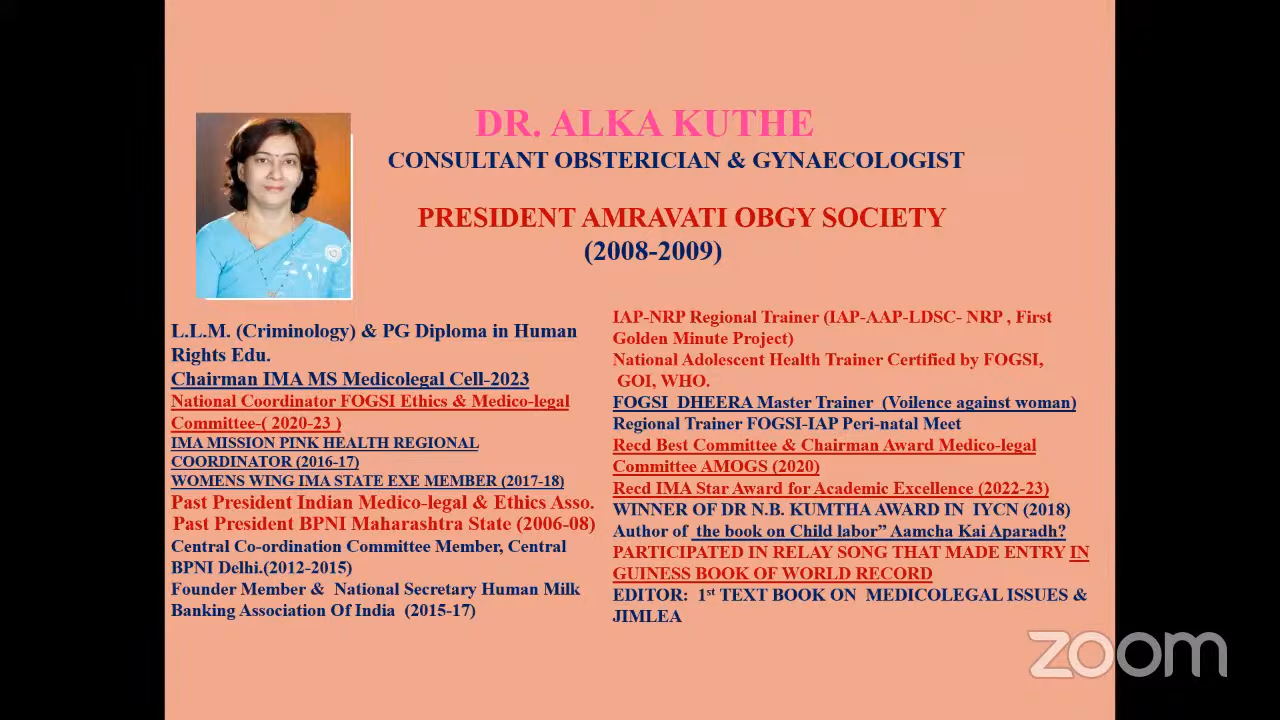 DR. ALKA KUTHE
CONSULTANT OBSTERICIAN & GYNAECOLOGIST
PRESIDENT AMRAVATI OBGY SOCIETY
(2008-2009)
L.L.M. (Criminology) & PG Diploma in Human
Rights Edu.
Chairman IMA MS Medicolegal Cell-2023
National Coordinator FOGSI Ethics & Medico-legal
Committee-( 2020-23 )
IMA MISSION PINK HEALTH REGIONAL
COORDINATOR (2016-17)
WOMENS WING IMA STATE EXE MEMBER (2017-18)
Past President Indian Medico-legal & Ethics Asso.
Past President BPNI Maharashtra State (2006-08)
Central Co-ordination Committee Member, Central
BPNI Delhi.(2012-2015)
Founder Member & National Secretary Human Milk
Banking Association Of India (2015-17)
IAP-NRP Regional Trainer (IAP-AAP-LDSC- NRP , First
Golden Minute Project)
National Adolescent Health Trainer Certified by FOGSI,
GOI, WHO.
FOGSI DHEERA Master Trainer (Voilence against woman)
Regional Trainer FOGSI-IAP Peri-natal Meet
Recd Best Committee & Chairman Award Medico-legal
Committee AMOGS (2020)
Recd IMA Star Award for Academic Excellence (2022-23)
WINNER OF DR N.B. KUMTHA AWARD IN IYCN (2018)
Author of the book on Child labor” Aamcha Kai Aparadh?
PARTICIPATED IN RELAY SONG THAT MADE ENTRY IN
GUINESS BOOK OF WORLD RECORD
EDITOR: 1st TEXT BOOK ON MEDICOLEGAL ISSUES &
JIMLEA
zoom